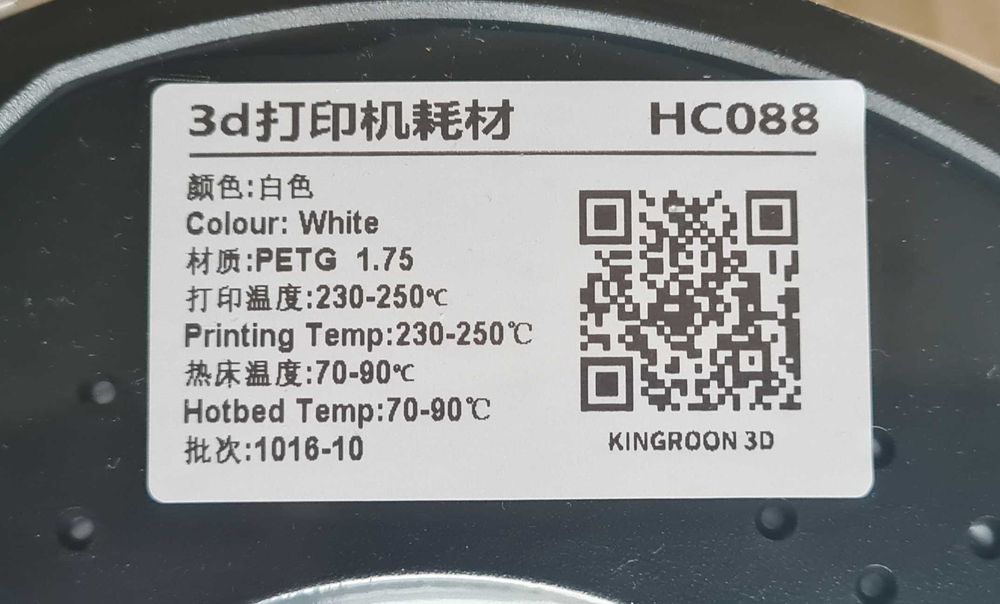 3d打印机耗材 HC088
颜色:白色
Colour: White
材质:PETG 1.75
打印温度:230-250℃
Printing Temp:230-250℃
热床温度:70-90℃
Hotbed Temp:70-90℃
批次:1016-10
KINGROON 3D